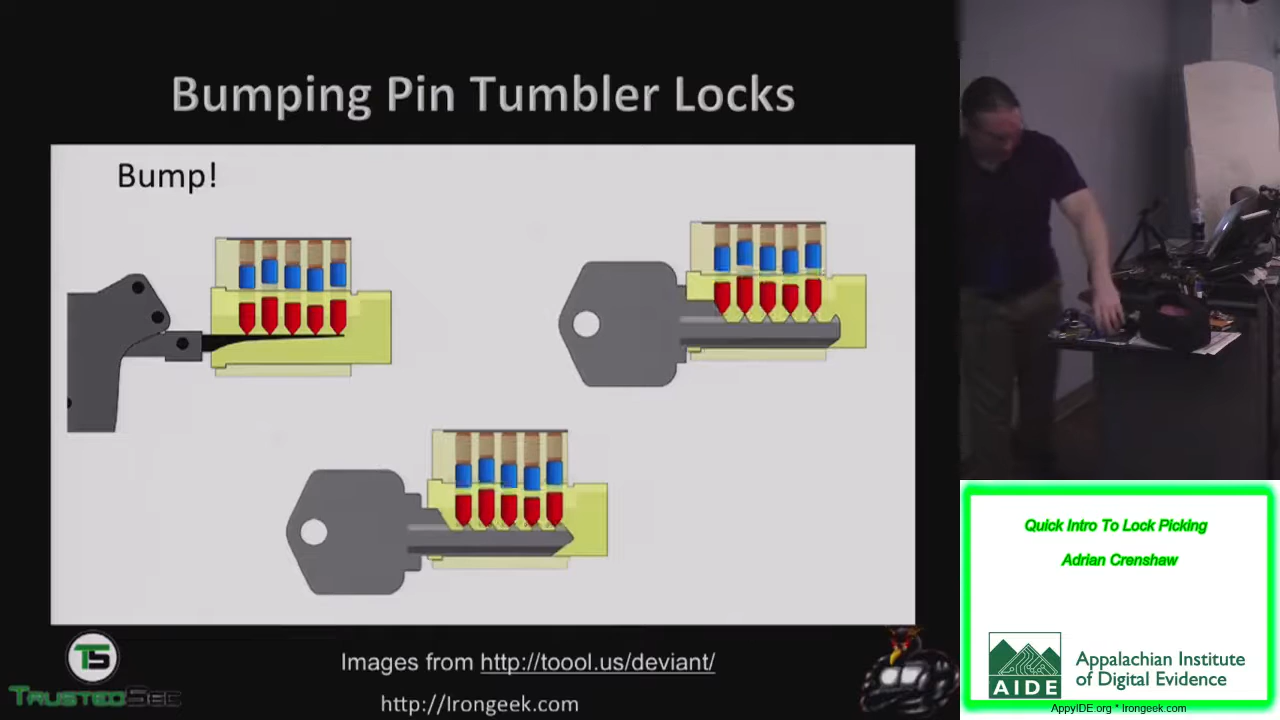 Bumping Pin Tumbler Locks
Bump!
Images from http://toool.us/deviant/
http://Irongeek.com
TS
TRUSTEDSEC
Quick Intro To Lock Picking
Adrian Crenshaw
AIDE
Appalachian Institute
of Digital Evidence
AppyIDE.org * Irongeek.com